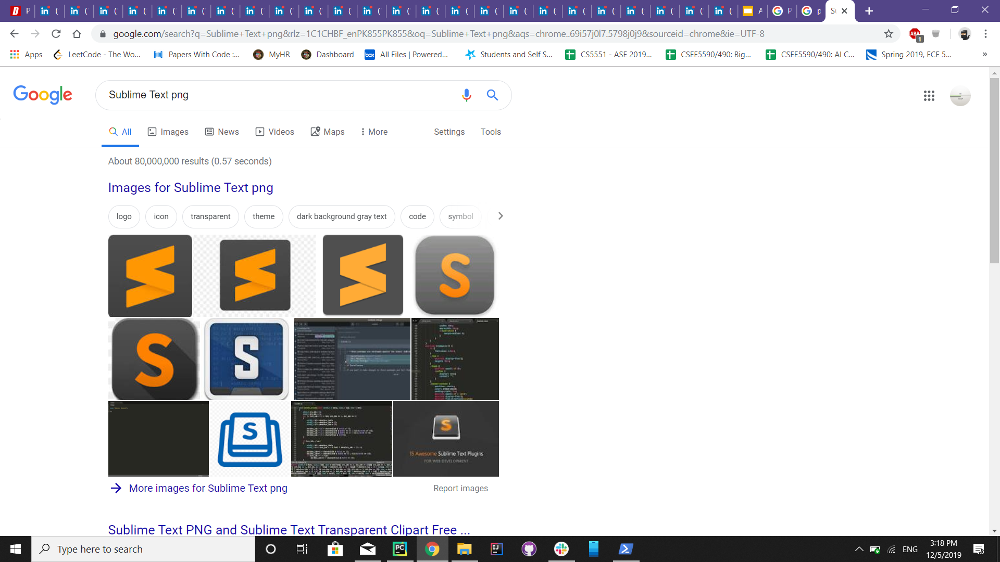 google.com/search?q=Sublime+Text+png&rlz=1C1CHBF_enPK855PK855&oq=Sublime+Text+png&aqs=chrome..69i57j0l7.5798j0j9&sourceid=chrome&ie=UTF-8
Apps LeetCode - The Wo... Papers With Code :... MyHR Dashboard All Files | Powered... Students and Self S... CS5551 - ASE 2019... CSEE5590/490: Big... CSEE5590/490: AI C... Spring 2019, ECE 5... »
Google Sublime Text png
All Images News Videos Maps More Settings Tools
About 80,000,000 results (0.57 seconds)
Images for Sublime Text png
logo icon transparent theme dark background gray text code symbol
S
S S
S S
15 Awesome Sublime Text Plugins
FOR WEB DEVELOPMENT
More images for Sublime Text png Report images
Sublime Text PNG and Sublime Text Transparent Clipart Free ...
Type here to search ENG 3:18 PM
12/5/2019